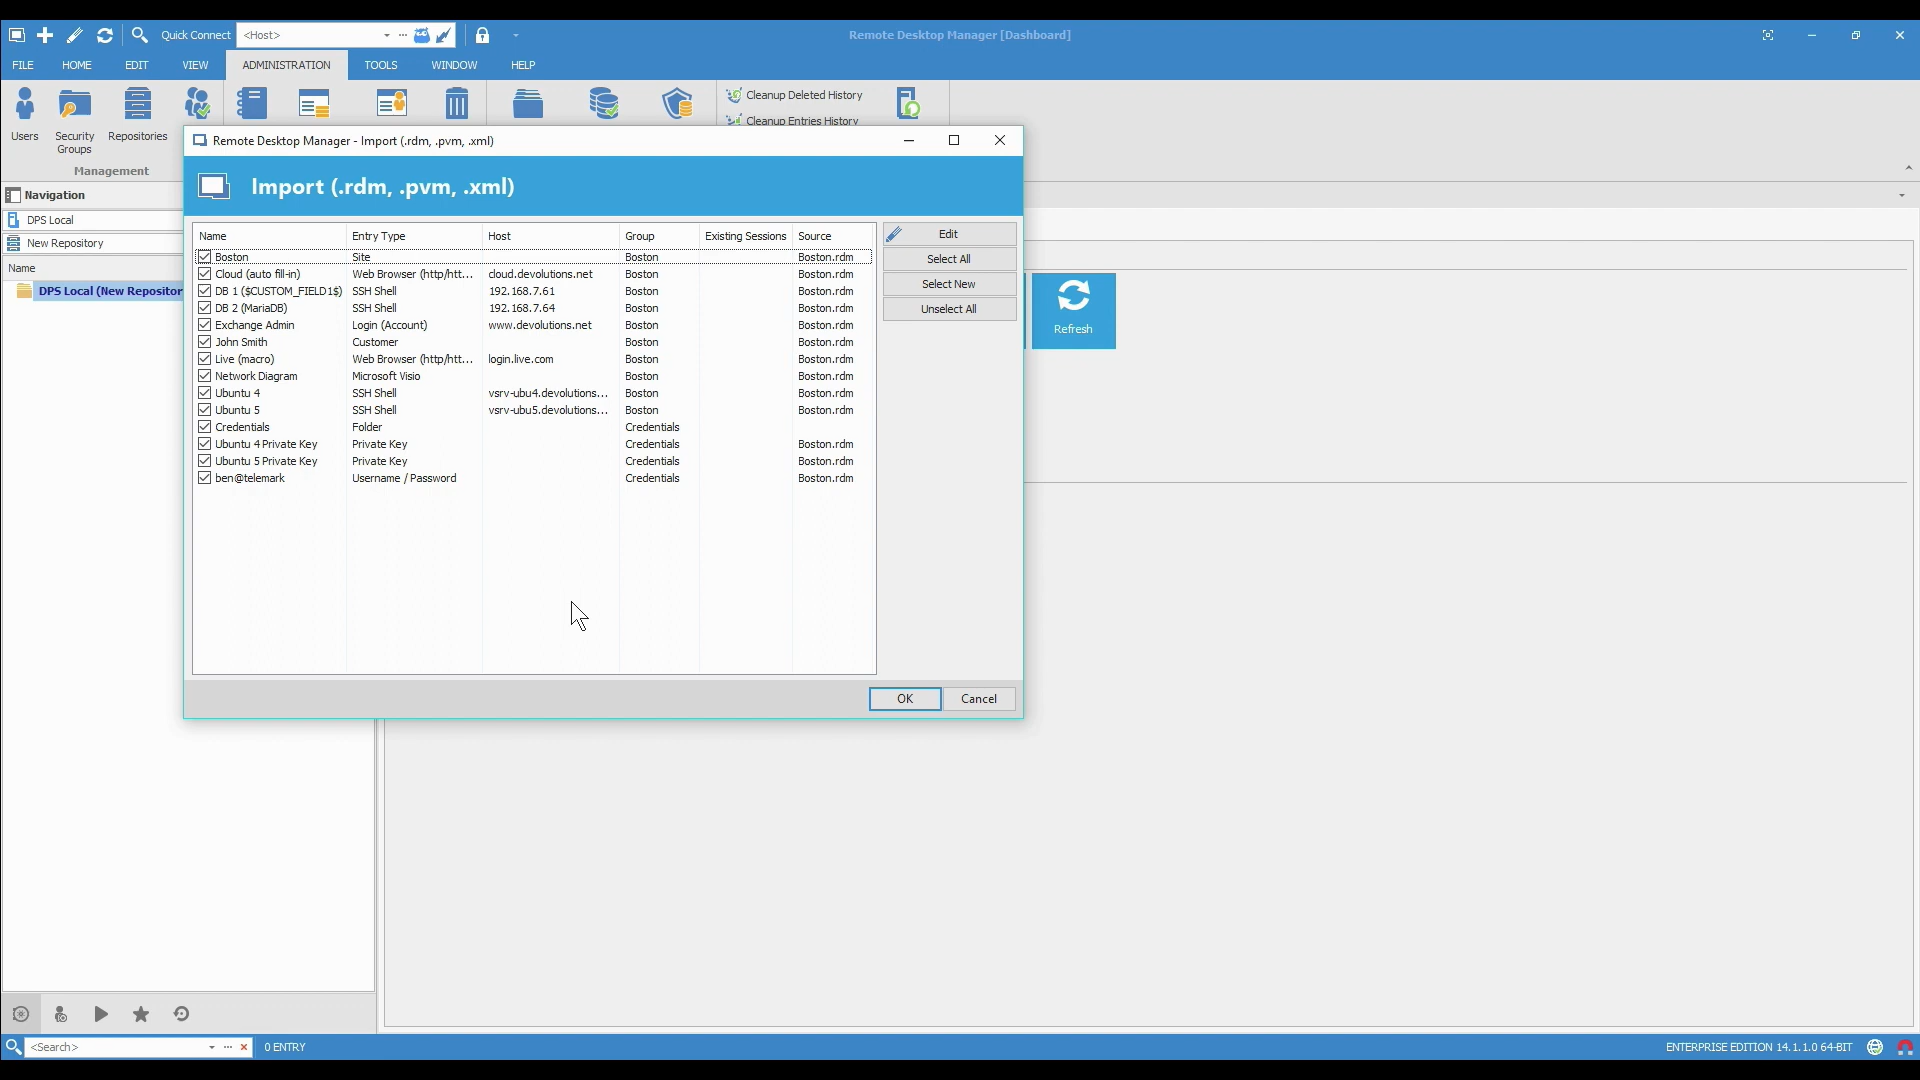 Quick Connect <Host> Remote Desktop Manager [Dashboard]
FILE HOME EDIT VIEW ADMINISTRATION TOOLS WINDOW HELP
Cleanup Deleted History
Cleanup Entries History
Users Security Groups Repositories
Management
Remote Desktop Manager - Import (.rdm, .pvm, .xml)
Import (.rdm, .pvm, .xml)
Navigation
DPS Local
New Repository
Name
DPS Local (New Repositor
Name Entry Type Host Group Existing Sessions Source
Boston Site Boston Boston.rdm
Cloud (auto fill-in) Web Browser (http/htt... cloud.devolutions.net Boston Boston.rdm
DB 1 ($CUSTOM_FIELD1$) SSH Shell 192.168.7.61 Boston Boston.rdm
DB 2 (MariaDB) SSH Shell 192.168.7.64 Boston Boston.rdm
Exchange Admin Login (Account) www.devolutions.net Boston Boston.rdm
John Smith Customer Boston Boston.rdm
Live (macro) Web Browser (http/htt... login.live.com Boston Boston.rdm
Network Diagram Microsoft Visio Boston Boston.rdm
Ubuntu 4 SSH Shell vsrv-ubu4.devolutions... Boston Boston.rdm
Ubuntu 5 SSH Shell vsrv-ubu5.devolutions... Boston Boston.rdm
Credentials Folder Credentials
Ubuntu 4 Private Key Private Key Credentials Boston.rdm
Ubuntu 5 Private Key Private Key Credentials Boston.rdm
ben@telemark Username / Password Credentials Boston.rdm
Edit
Select All
Select New
Unselect All
Refresh
OK Cancel
<Search> 0 ENTRY ENTERPRISE EDITION 14.1.1.0 64-BIT